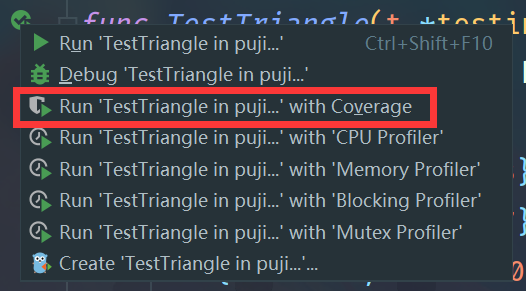 func TestTriangle(t *testin
Run 'TestTriangle in puji...' Ctrl+Shift+F10
Debug 'TestTriangle in puji...'
Run 'TestTriangle in puji...' with Coverage
Run 'TestTriangle in puji...' with 'CPU Profiler'
Run 'TestTriangle in puji...' with 'Memory Profiler'
Run 'TestTriangle in puji...' with 'Blocking Profiler'
Run 'TestTriangle in puji...' with 'Mutex Profiler'
Create 'TestTriangle in puji...'...